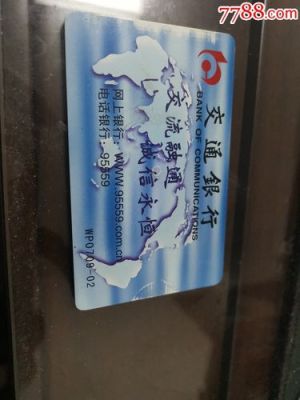 7788.com
交通銀行
BANK OF COMMUNICATIONS
交流融通
诚信永恒
网上银行：WWW.95559.com.cn
电话银行：95559
WP0709-02